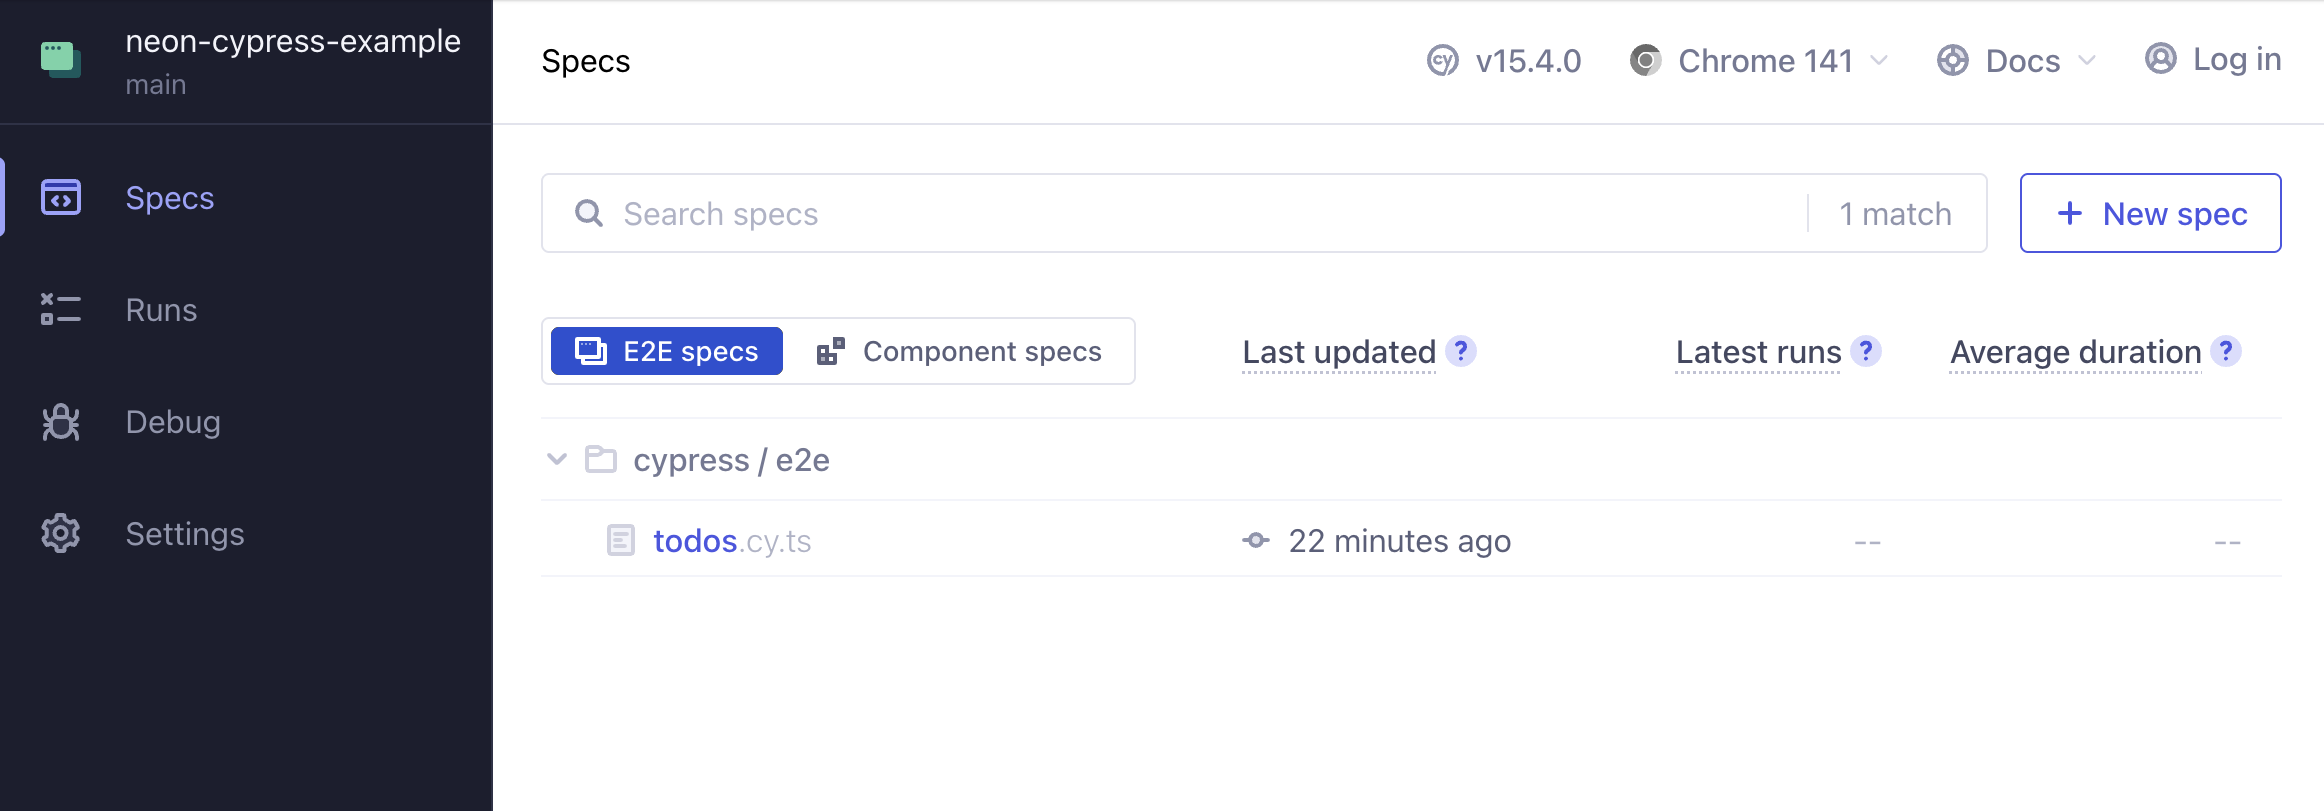 neon-cypress-example
main
Specs
Runs
Debug
Settings
Specs
v15.4.0
Chrome 141
Docs
Log in
Search specs
1 match
+ New spec
E2E specs
Component specs
Last updated ?
Latest runs ?
Average duration ?
cypress / e2e
todos.cy.ts
22 minutes ago
--
--